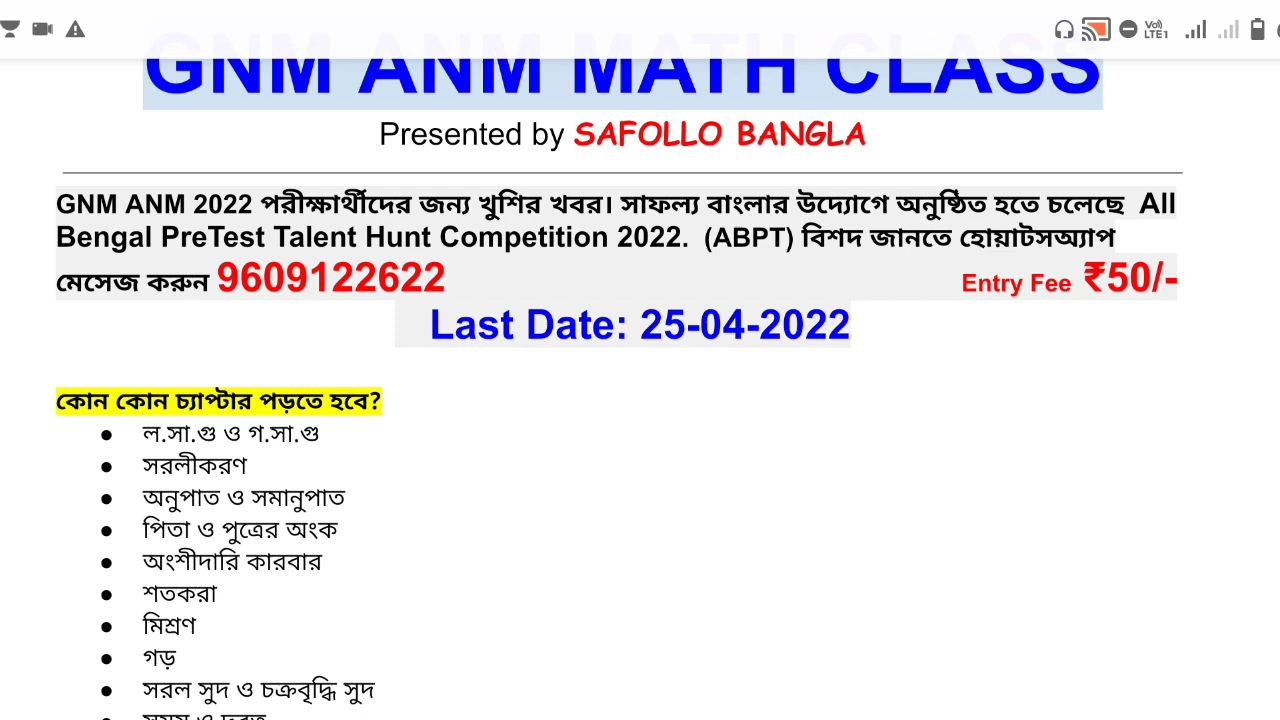 VoI)
LTE1
GNM ANM MATH CLASS
Presented by SAFOLLO BANGLA
GNM ANM 2022 পরীক্ষার্থীদের জন্য খুশির খবর। সাফল্য বাংলার উদ্যোগে অনুষ্ঠিত হতে চলেছে All
Bengal PreTest Talent Hunt Competition 2022. (ABPT) বিশদ জানতে হোয়াটসঅ্যাপ
মেসেজ করুন 9609122622 Entry Fee ₹50/-
Last Date: 25-04-2022
কোন কোন চ্যাপ্টার পড়তে হবে?
● ল.সা.গু ও গ.সা.গু
● সরলীকরণ
● অনুপাত ও সমানুপাত
● পিতা ও পুত্রের অংক
● অংশীদারি কারবার
● শতকরা
● মিশ্রণ
● গড়
● সরল সুদ ও চক্রবৃদ্ধি সুদ